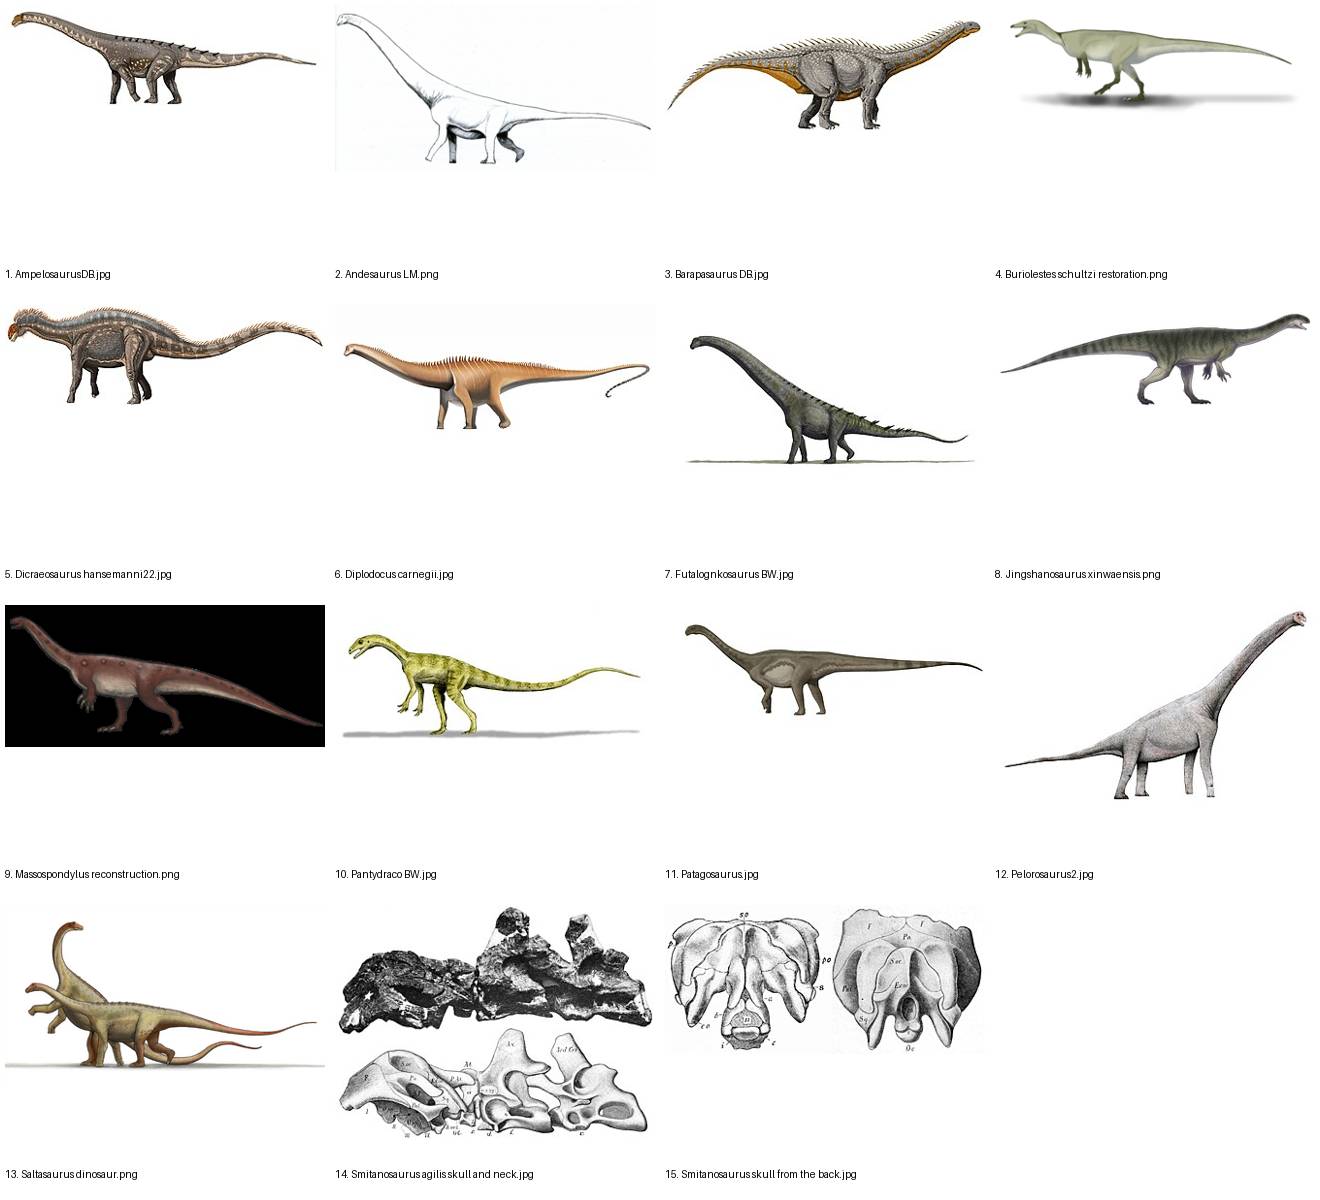 1. AmpelosaurusDB.jpg
2. Andesaurus LM.png
3. Barapasaurus DB.jpg
4. Buriolestes schultzi restoration.png
5. Dicraeosaurus hansemanni22.jpg
6. Diplodocus carnegii.jpg
7. Futalognkosaurus BW.jpg
8. Jingshanosaurus xinwaensis.png
9. Massospondylus reconstruction.png
10. Pantydraco BW.jpg
11. Patagosaurus.jpg
12. Pelorosaurus2.jpg
13. Saltasaurus dinosaur.png
14. Smitanosaurus agilis skull and neck.jpg
15. Smitanosaurus skull from the back.jpg